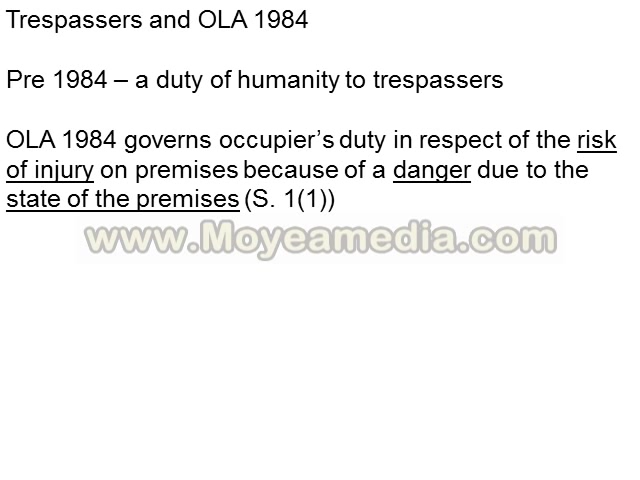 Trespassers and OLA 1984
Pre 1984 – a duty of humanity to trespassers
OLA 1984 governs occupier’s duty in respect of the risk
of injury on premises because of a danger due to the
state of the premises (S. 1(1))
www.Moyeamedia.com